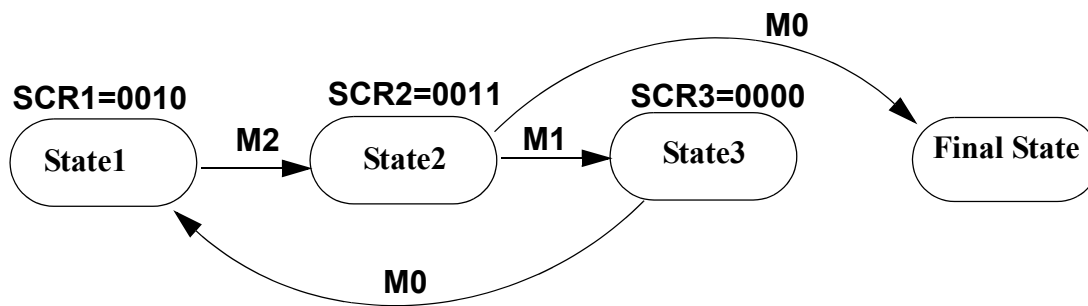 M0
SCR1=0010
SCR2=0011
SCR3=0000
State1
M2
State2
M1
State3
Final State
M0